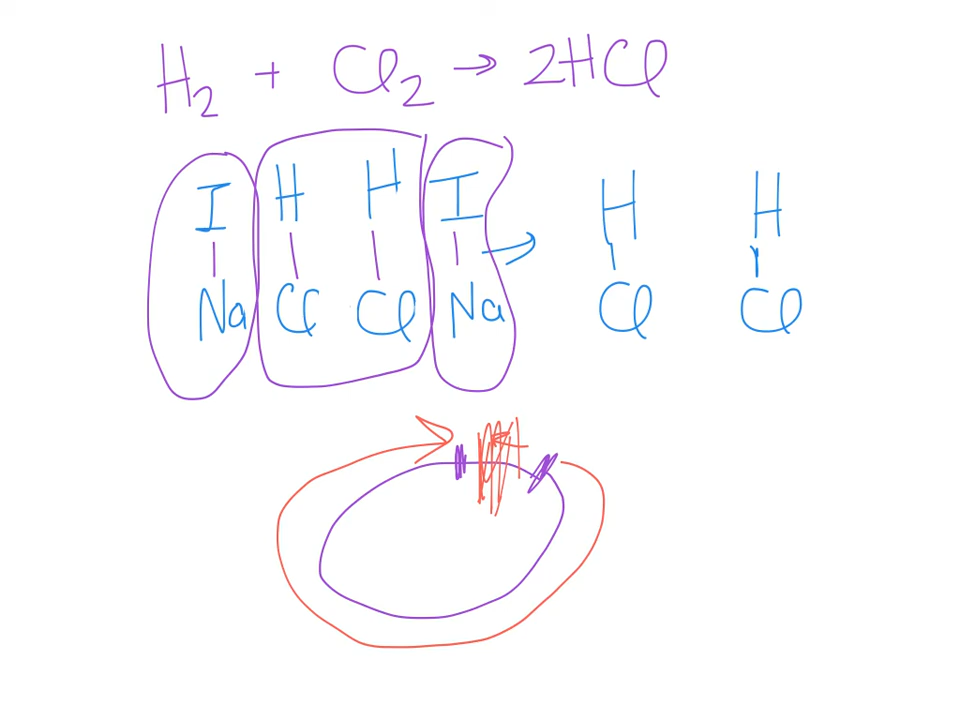 H2 + Cl2 → 2HCl
I H H I → H H
Na Cl Cl Na Cl Cl